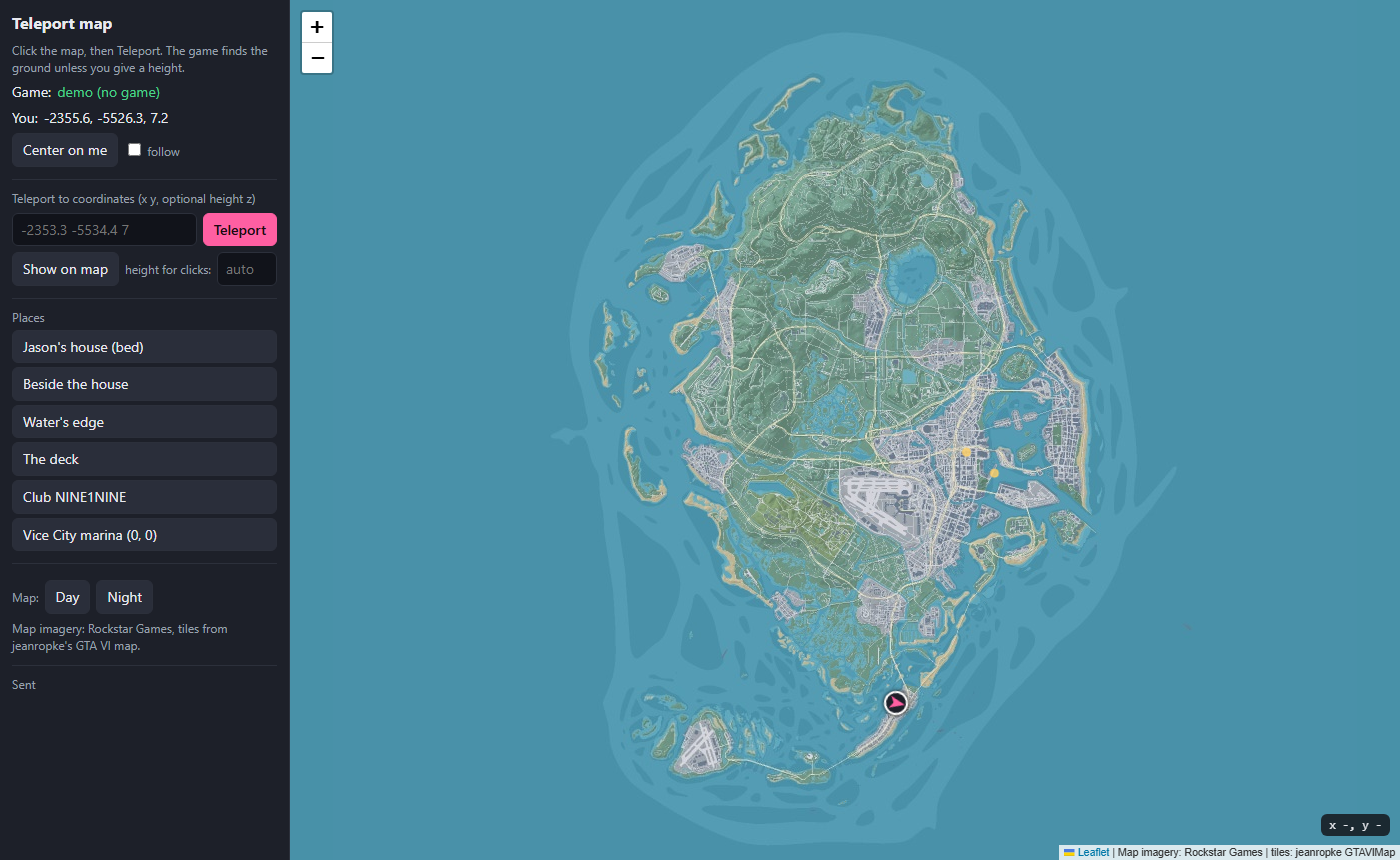 Teleport map
Click the map, then Teleport. The game finds the
ground unless you give a height.
Game: demo (no game)
You: -2355.6, -5526.3, 7.2
Center on me
follow
Teleport to coordinates (x y, optional height z)
-2353.3 -5534.4 7
Teleport
Show on map
height for clicks:
auto
Places
Jason's house (bed)
Beside the house
Water's edge
The deck
Club NINE1NINE
Vice City marina (0, 0)
Map:
Day
Night
Map imagery: Rockstar Games, tiles from
jeanropke's GTA VI map.
Sent
+
−
x -, y -
Leaflet | Map imagery: Rockstar Games | tiles: jeanropke GTAVIMap